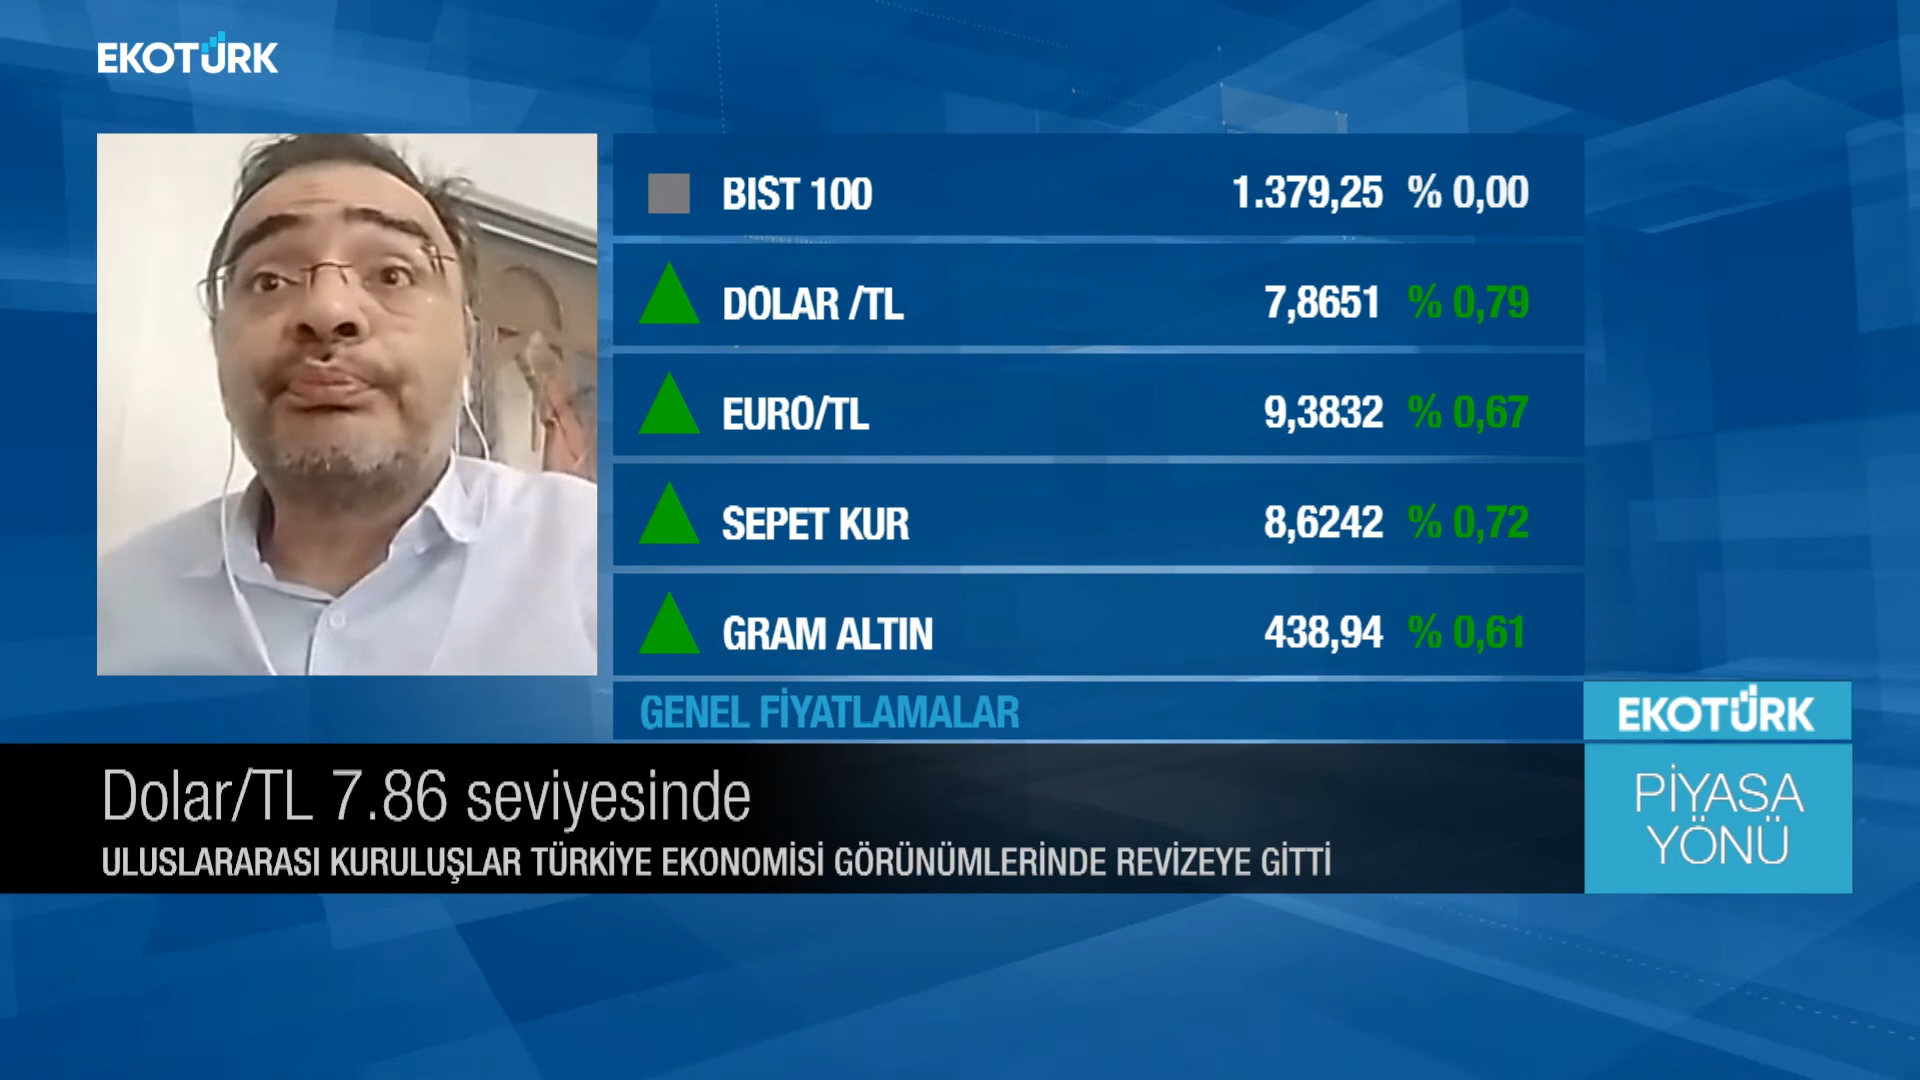 EKOTÜRK
BIST 100 1.379,25 % 0,00
DOLAR /TL 7,8651 % 0,79
EURO/TL 9,3832 % 0,67
SEPET KUR 8,6242 % 0,72
GRAM ALTIN 438,94 % 0,61
GENEL FİYATLAMALAR
EKOTÜRK
Dolar/TL 7.86 seviyesinde
ULUSLARARASI KURULUŞLAR TÜRKİYE EKONOMİSİ GÖRÜNÜMLERİNDE REVİZEYE GİTTİ
PİYASA
YÖNÜ